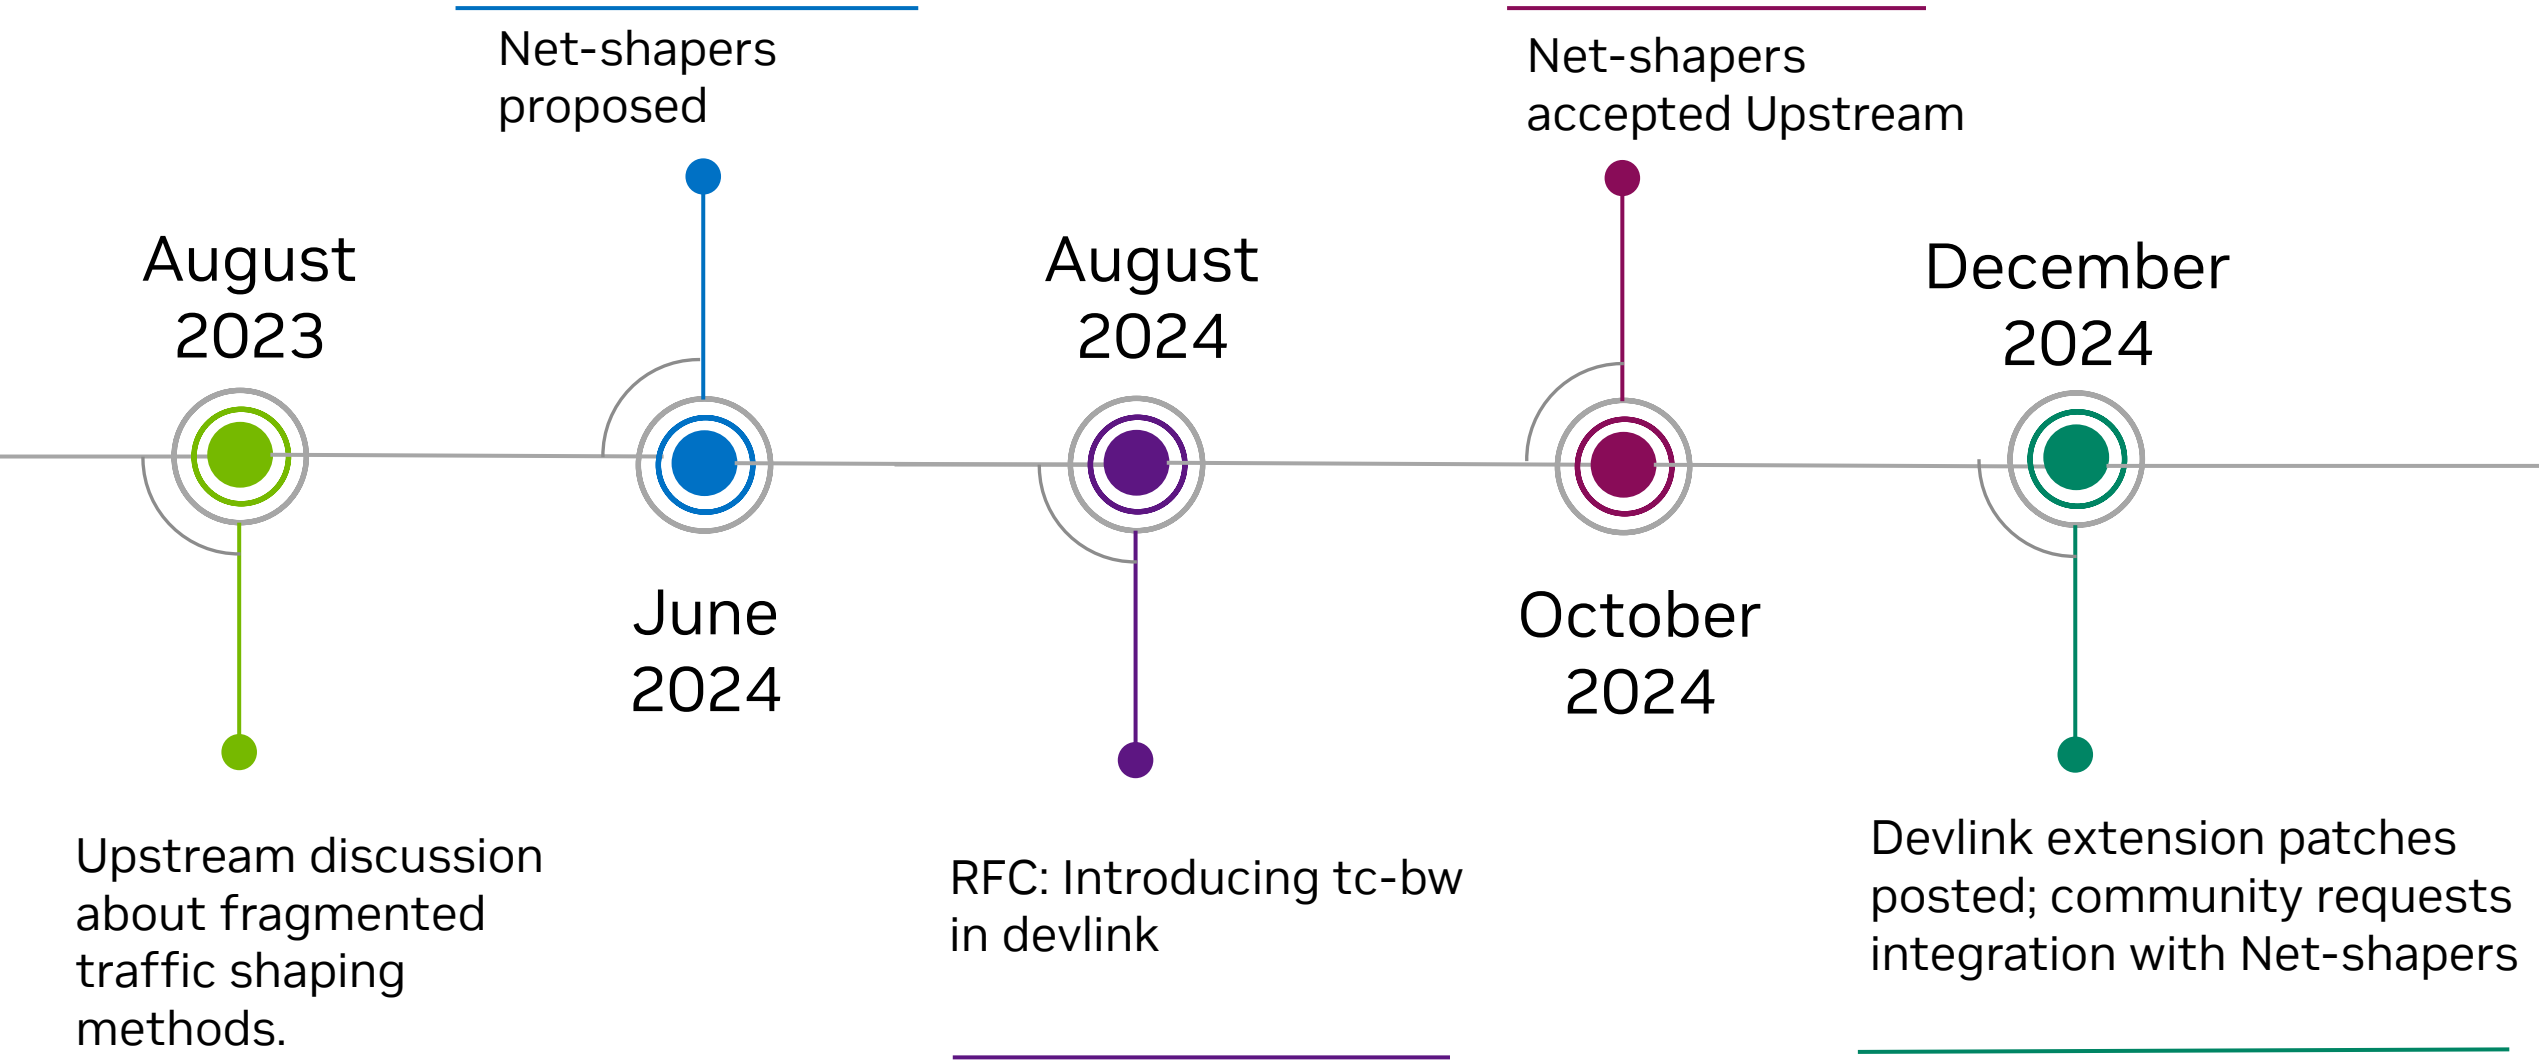 Net-shapers
proposed
Net-shapers
accepted Upstream
August
2023
August
2024
December
2024
June
2024
October
2024
Upstream discussion
about fragmented
traffic shaping
methods.
RFC: Introducing tc-bw
in devlink
Devlink extension patches
posted; community requests
integration with Net-shapers